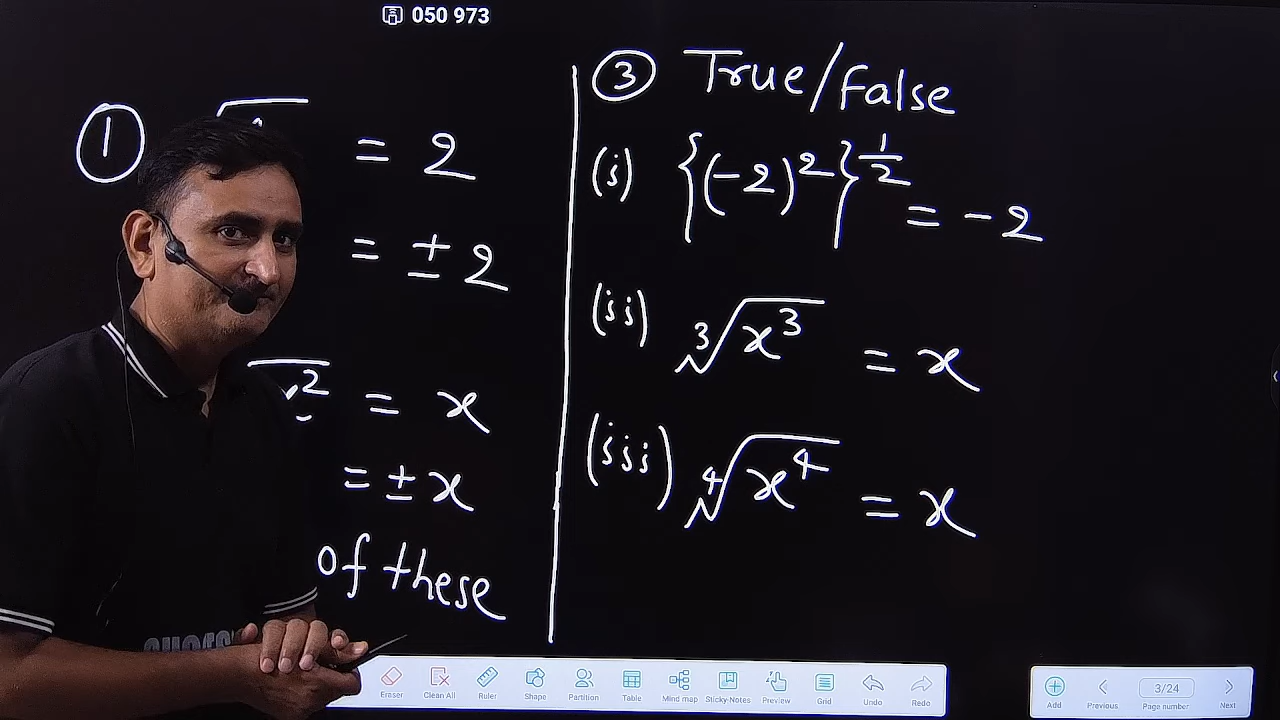 050 973
① √ = 2
= ± 2
√ ² = x
= ± x
of these
③ True/False
(i) {(-2)²}^½ = -2
(ii) ∛x³ = x
(iii) ∜x⁴ = x
Eraser Clean All Ruler Shape Partition Table Mind map Sticky Notes Preview Grid Undo Redo
Add Previous 3/24 Page number Next